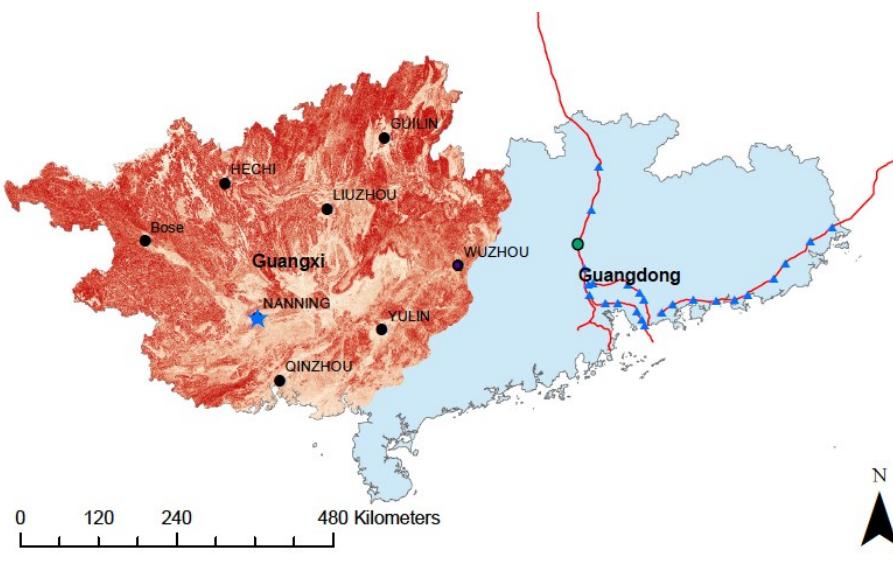 GUILIN
HECHI
LIUZHOU
Bose
WUZHOU
Guangxi
Guangdong
NANNING
YULIN
QINZHOU
N
0 120 240 480 Kilometers